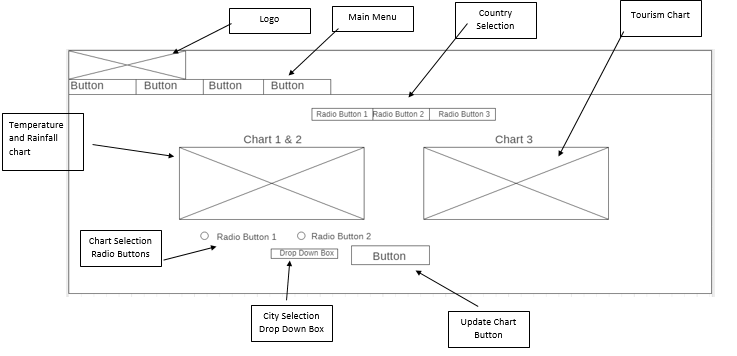 Logo
Main Menu
Country
Selection
Tourism Chart
Button
Button
Button
Button
Radio Button 1
Radio Button 2
Radio Button 3
Temperature
and Rainfall
chart
Chart 1 & 2
Chart 3
Radio Button 1
Radio Button 2
Chart Selection
Radio Buttons
Drop Down Box
Button
City Selection
Drop Down Box
Update Chart
Button